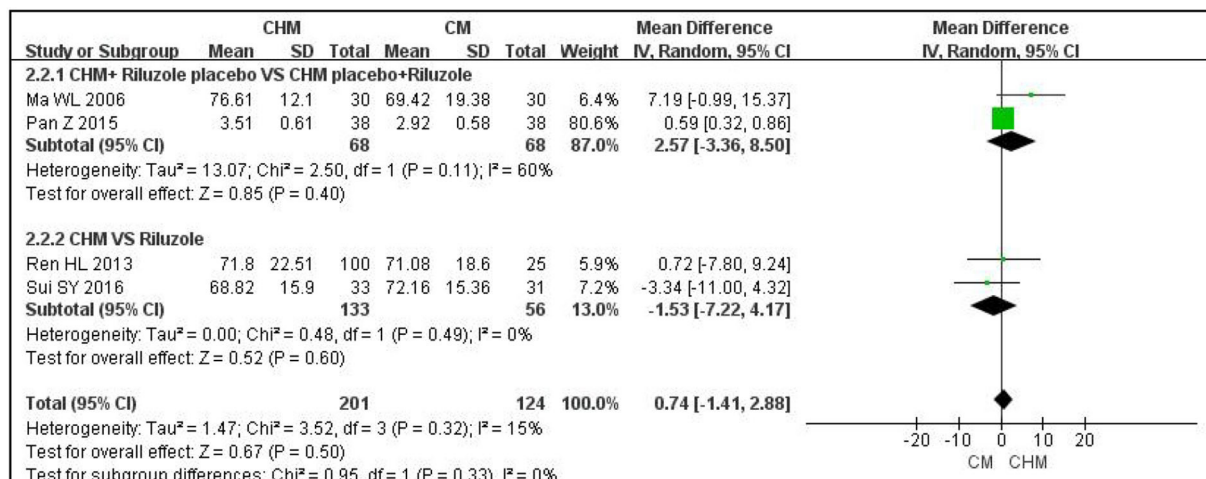 CHM CM Mean Difference Mean Difference
Study or Subgroup Mean SD Total Mean SD Total Weight IV, Random, 95% CI IV, Random, 95% CI
2.2.1 CHM+ Riluzole placebo VS CHM placebo+Riluzole
Ma WL 2006 76.61 12.1 30 69.42 19.38 30 6.4% 7.19 [-0.99, 15.37]
Pan Z 2015 3.51 0.61 38 2.92 0.58 38 80.6% 0.59 [0.32, 0.86]
Subtotal (95% CI) 68 68 87.0% 2.57 [-3.36, 8.50]
Heterogeneity: Tau² = 13.07; Chi² = 2.50, df = 1 (P = 0.11); I² = 60%
Test for overall effect: Z = 0.85 (P = 0.40)
2.2.2 CHM VS Riluzole
Ren HL 2013 71.8 22.51 100 71.08 18.6 25 5.9% 0.72 [-7.80, 9.24]
Sui SY 2016 68.82 15.9 33 72.16 15.36 31 7.2% -3.34 [-11.00, 4.32]
Subtotal (95% CI) 133 56 13.0% -1.53 [-7.22, 4.17]
Heterogeneity: Tau² = 0.00; Chi² = 0.48, df = 1 (P = 0.49); I² = 0%
Test for overall effect: Z = 0.52 (P = 0.60)
Total (95% CI) 201 124 100.0% 0.74 [-1.41, 2.88]
Heterogeneity: Tau² = 1.47; Chi² = 3.52, df = 3 (P = 0.32); I² = 15%
Test for overall effect: Z = 0.67 (P = 0.50)
Test for subgroup differences: Chi² = 0.95, df = 1 (P = 0.33), I² = 0%
-20 -10 0 10 20
CM CHM